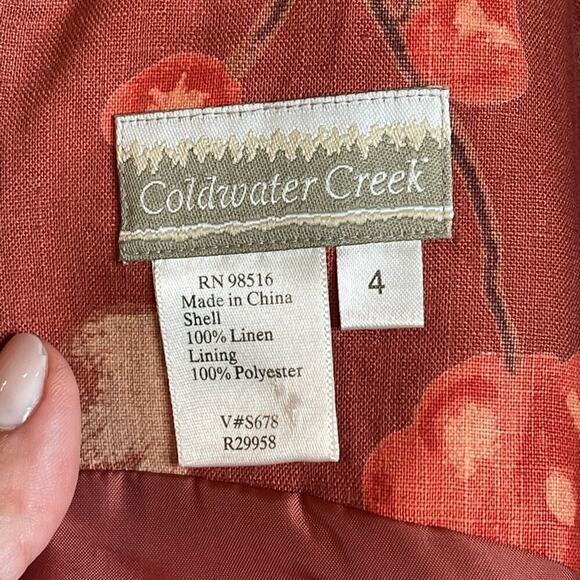 Coldwater Creek
RN 98516
Made in China
Shell
100% Linen
Lining
100% Polyester
V#S678
R29958
4